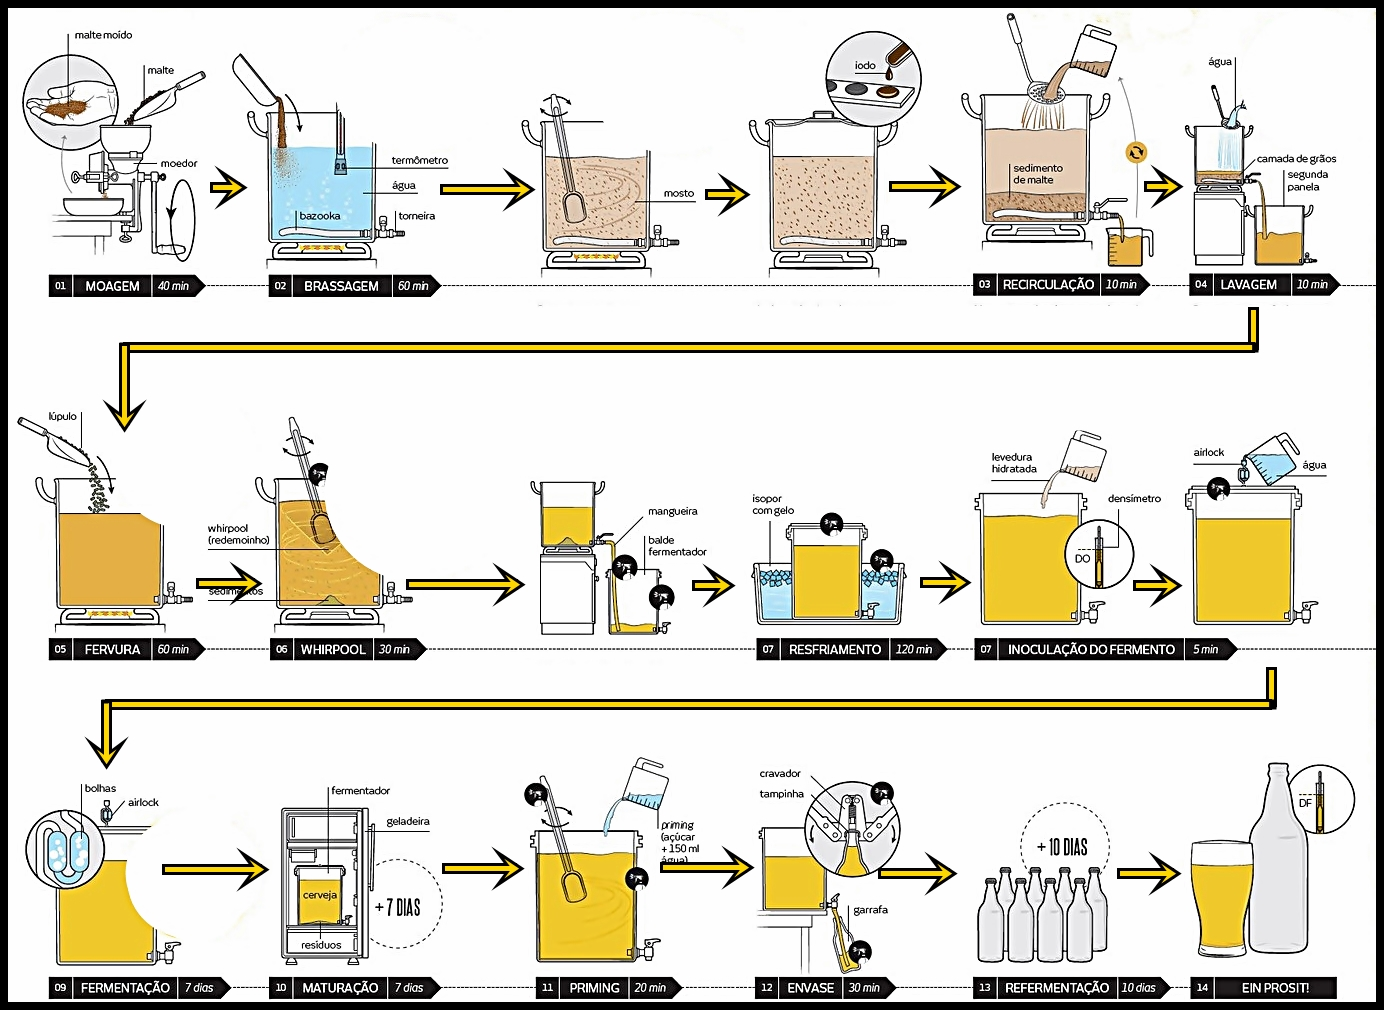 malte moído
malte
moedor
01 MOAGEM 40 min
termômetro
água
bazooka
torneira
02 BRASSAGEM 60 min
mosto
iodo
sedimento
de malte
03 RECIRCULAÇÃO 10 min
água
camada de grãos
segunda
panela
04 LAVAGEM 10 min
lúpulo
05 FERVURA 60 min
whirpool
(redemoinho)
sedimentos
06 WHIRPOOL 30 min
mangueira
balde
fermentador
isopor
com gelo
07 RESFRIAMENTO 120 min
levedura
hidratada
densímetro
DO
07 INOCULAÇÃO DO FERMENTO 5 min
airlock
água
bolhas
airlock
09 FERMENTAÇÃO 7 dias
fermentador
geladeira
cerveja
resíduos
+ 7 DIAS
10 MATURAÇÃO 7 dias
priming
(açúcar
+ 150 ml
água)
11 PRIMING 20 min
cravador
tampinha
garrafa
12 ENVASE 30 min
+ 10 DIAS
13 REFERMENTAÇÃO 10 dias
DF
14 EIN PROSIT!